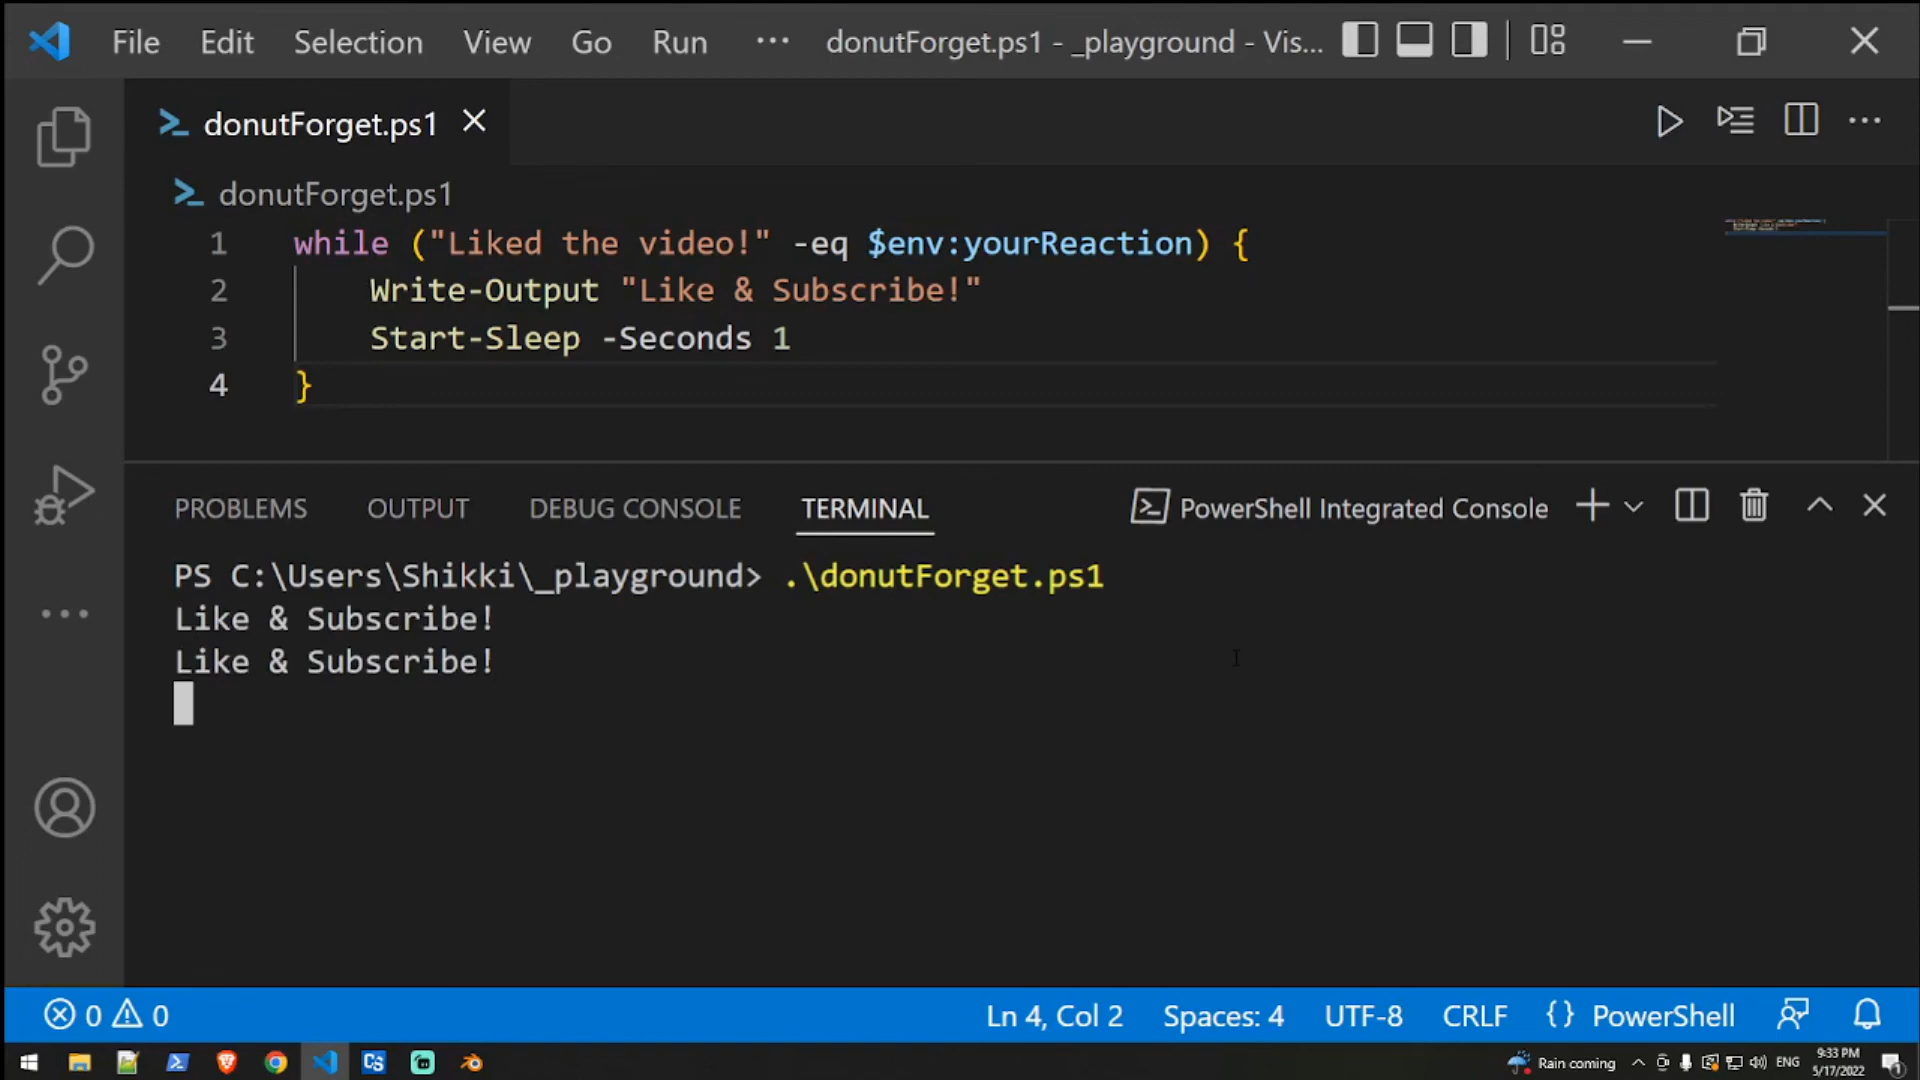 File Edit Selection View Go Run ··· donutForget.ps1 - _playground - Vis...
donutForget.ps1
donutForget.ps1
1 while ("Liked the video!" -eq $env:yourReaction) {
2 Write-Output "Like & Subscribe!"
3 Start-Sleep -Seconds 1
4 }
PROBLEMS OUTPUT DEBUG CONSOLE TERMINAL PowerShell Integrated Console
PS C:\Users\Shikki\_playground> .\donutForget.ps1
Like & Subscribe!
Like & Subscribe!
0 0 Ln 4, Col 2 Spaces: 4 UTF-8 CRLF {} PowerShell
Rain coming ENG 9:33 PM
5/17/2022